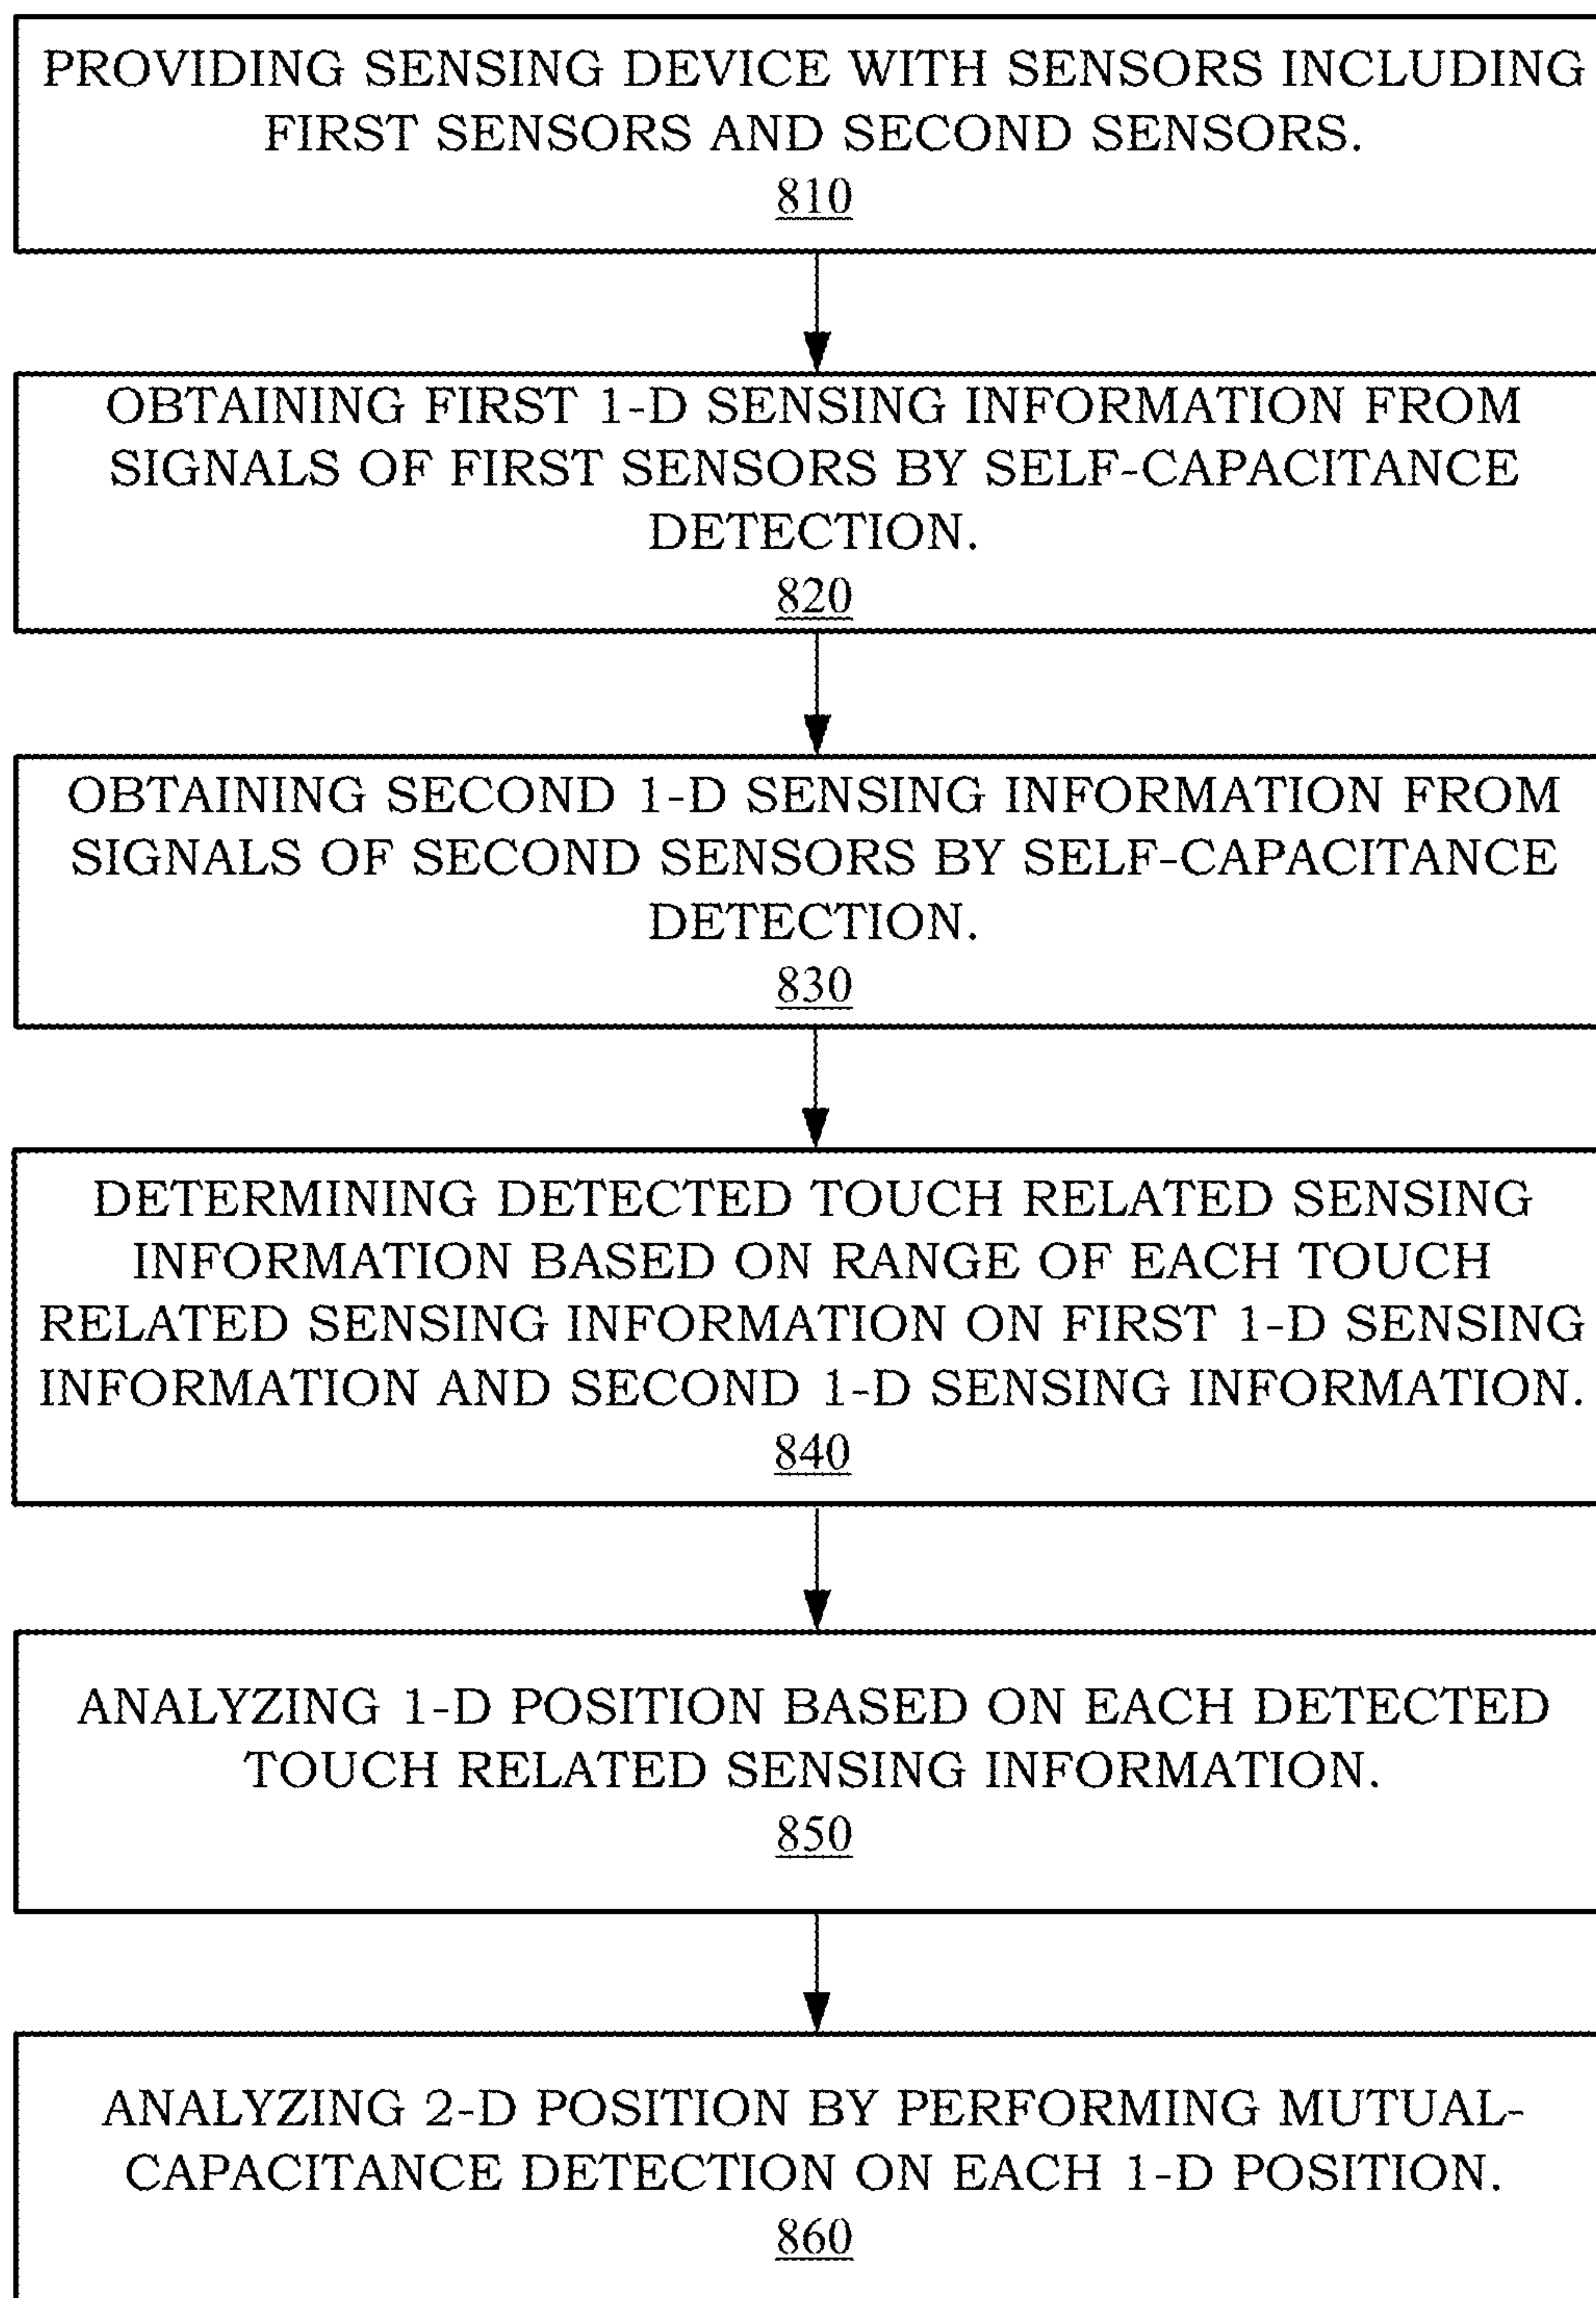 PROVIDING SENSING DEVICE WITH SENSORS INCLUDING
FIRST SENSORS AND SECOND SENSORS.
810
OBTAINING FIRST 1-D SENSING INFORMATION FROM
SIGNALS OF FIRST SENSORS BY SELF-CAPACITANCE
DETECTION.
820
OBTAINING SECOND 1-D SENSING INFORMATION FROM
SIGNALS OF SECOND SENSORS BY SELF-CAPACITANCE
DETECTION.
830
DETERMINING DETECTED TOUCH RELATED SENSING
INFORMATION BASED ON RANGE OF EACH TOUCH
RELATED SENSING INFORMATION ON FIRST 1-D SENSING
INFORMATION AND SECOND 1-D SENSING INFORMATION.
840
ANALYZING 1-D POSITION BASED ON EACH DETECTED
TOUCH RELATED SENSING INFORMATION.
850
ANALYZING 2-D POSITION BY PERFORMING MUTUAL-
CAPACITANCE DETECTION ON EACH 1-D POSITION.
860